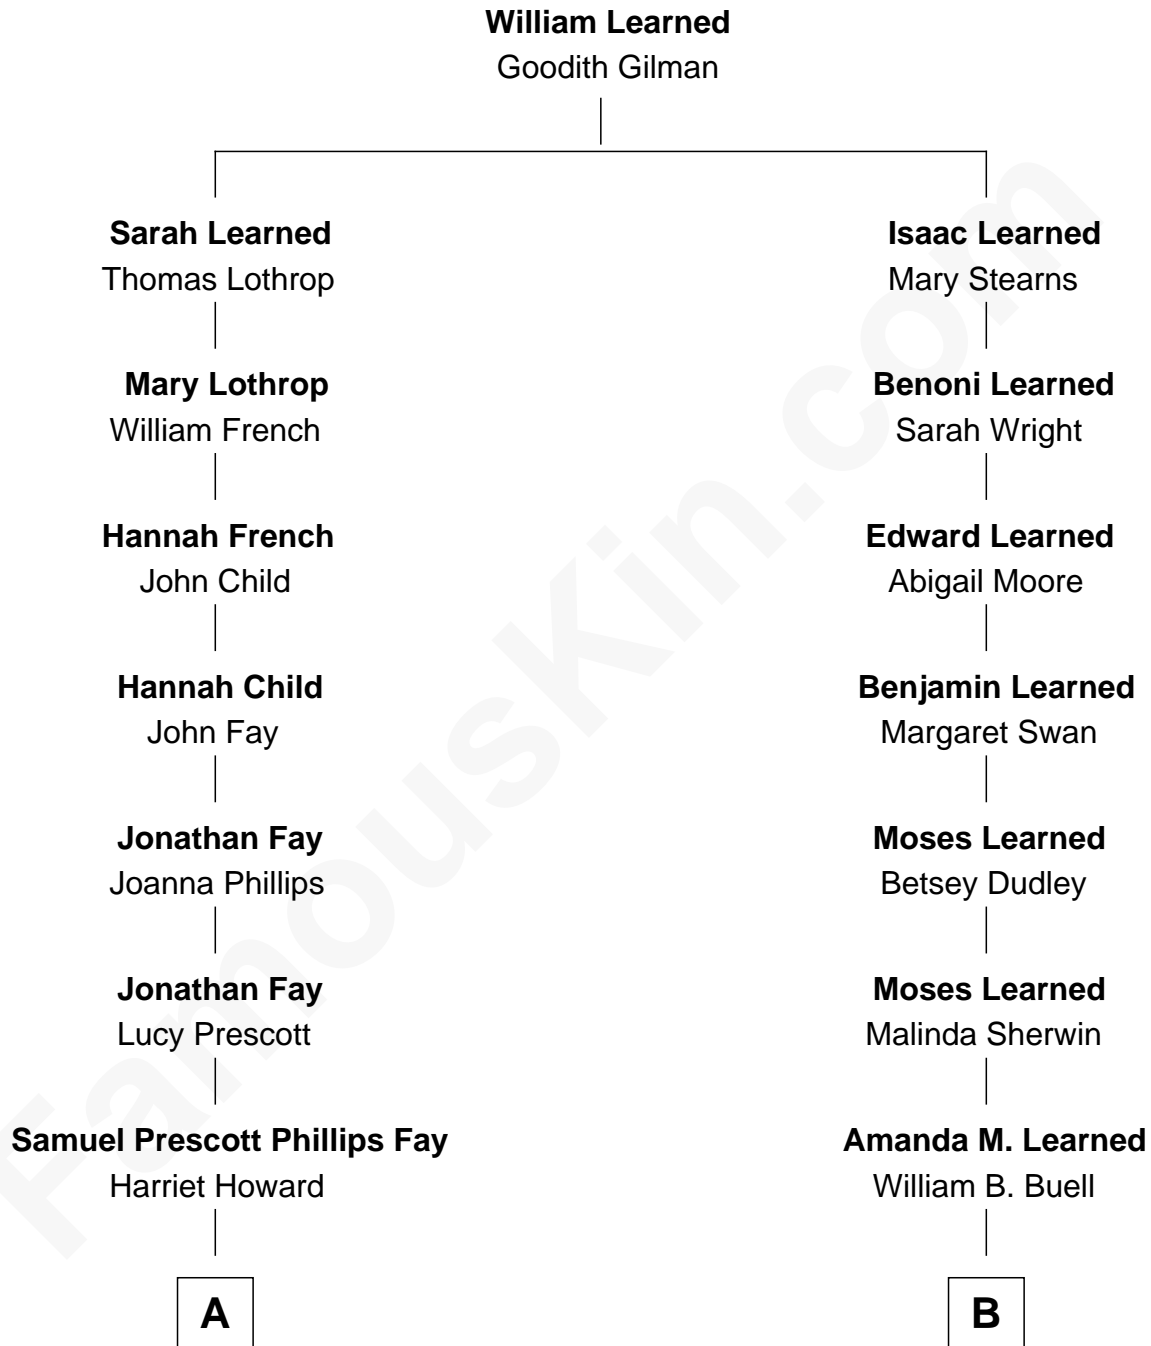 William Learned
Goodith Gilman
Sarah Learned
Thomas Lothrop
Mary Lothrop
William French
Hannah French
John Child
Hannah Child
John Fay
Jonathan Fay
Joanna Phillips
Jonathan Fay
Lucy Prescott
Samuel Prescott Phillips Fay
Harriet Howard
A
Isaac Learned
Mary Stearns
Benoni Learned
Sarah Wright
Edward Learned
Abigail Moore
Benjamin Learned
Margaret Swan
Moses Learned
Betsey Dudley
Moses Learned
Malinda Sherwin
Amanda M. Learned
William B. Buell
B
FamousKin.com